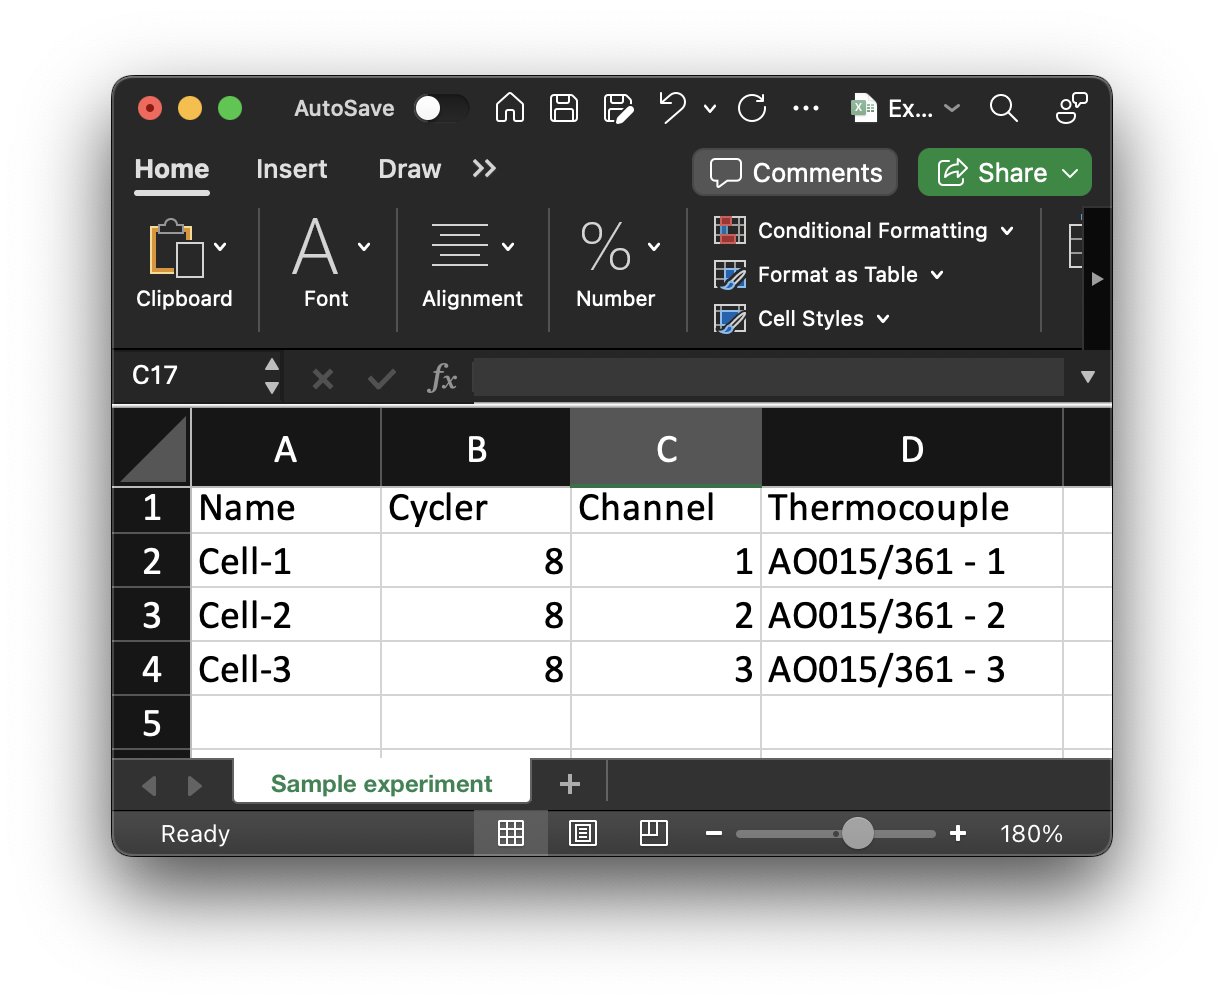 AutoSave Ex...
Home Insert Draw Comments Share
Conditional Formatting
Format as Table
Clipboard Font Alignment Number
Cell Styles
C17 fx
A B C D
1 Name Cycler Channel Thermocouple
2 Cell-1 8 1 AO015/361 - 1
3 Cell-2 8 2 AO015/361 - 2
4 Cell-3 8 3 AO015/361 - 3
5
Sample experiment +
Ready 180%